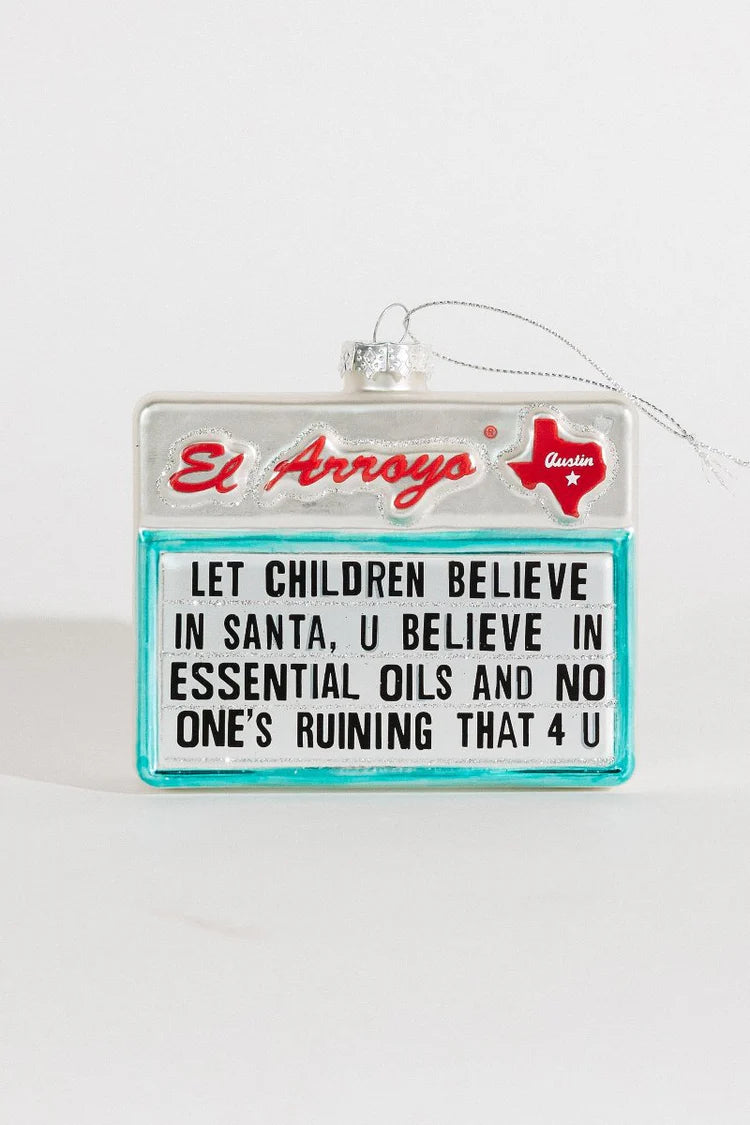 El Arroyo ®
Austin
LET CHILDREN BELIEVE
IN SANTA, U BELIEVE IN
ESSENTIAL OILS AND NO
ONE'S RUINING THAT 4 U